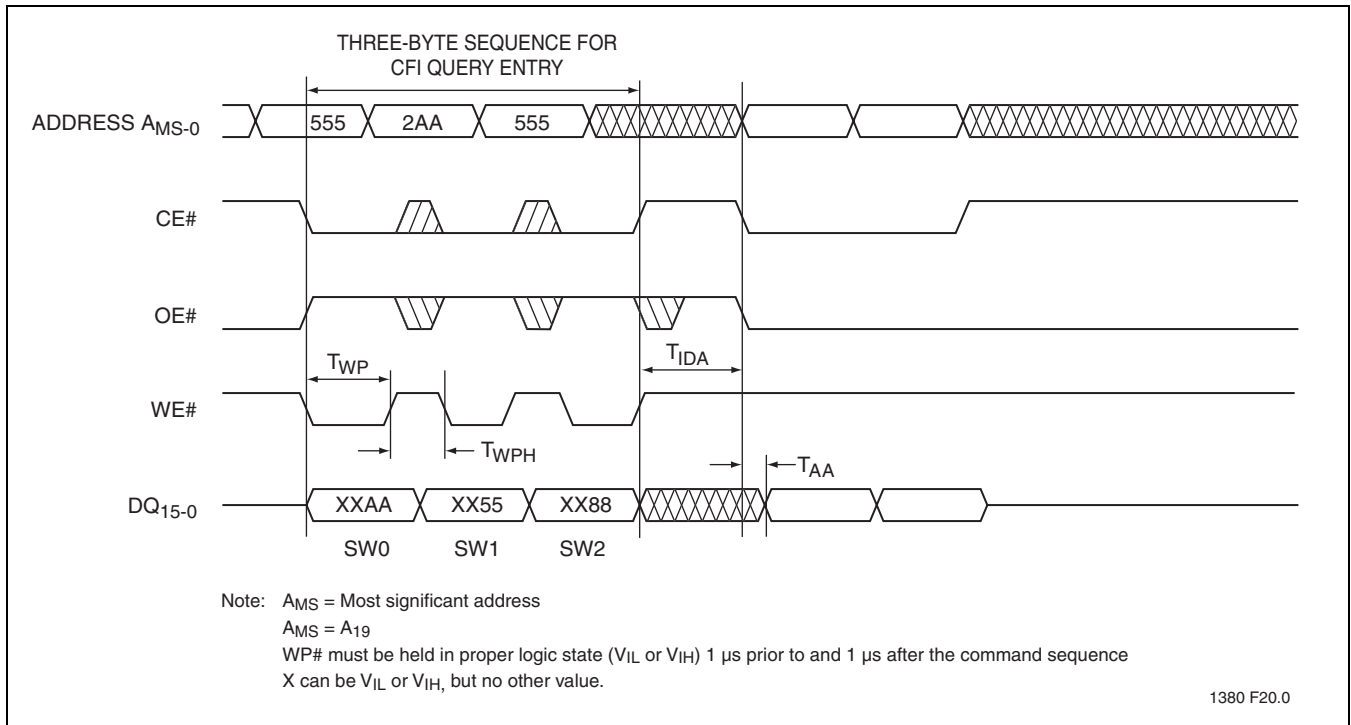 THREE-BYTE SEQUENCE FOR
CFI QUERY ENTRY
ADDRESS AMS-0
555 2AA 555
CE#
OE#
TWP
TIDA
WE#
TWPH
TAA
DQ15-0
XXAA XX55 XX88
SW0 SW1 SW2
Note: AMS = Most significant address
AMS = A19
WP# must be held in proper logic state (VIL or VIH) 1 µs prior to and 1 µs after the command sequence
X can be VIL or VIH, but no other value.
1380 F20.0